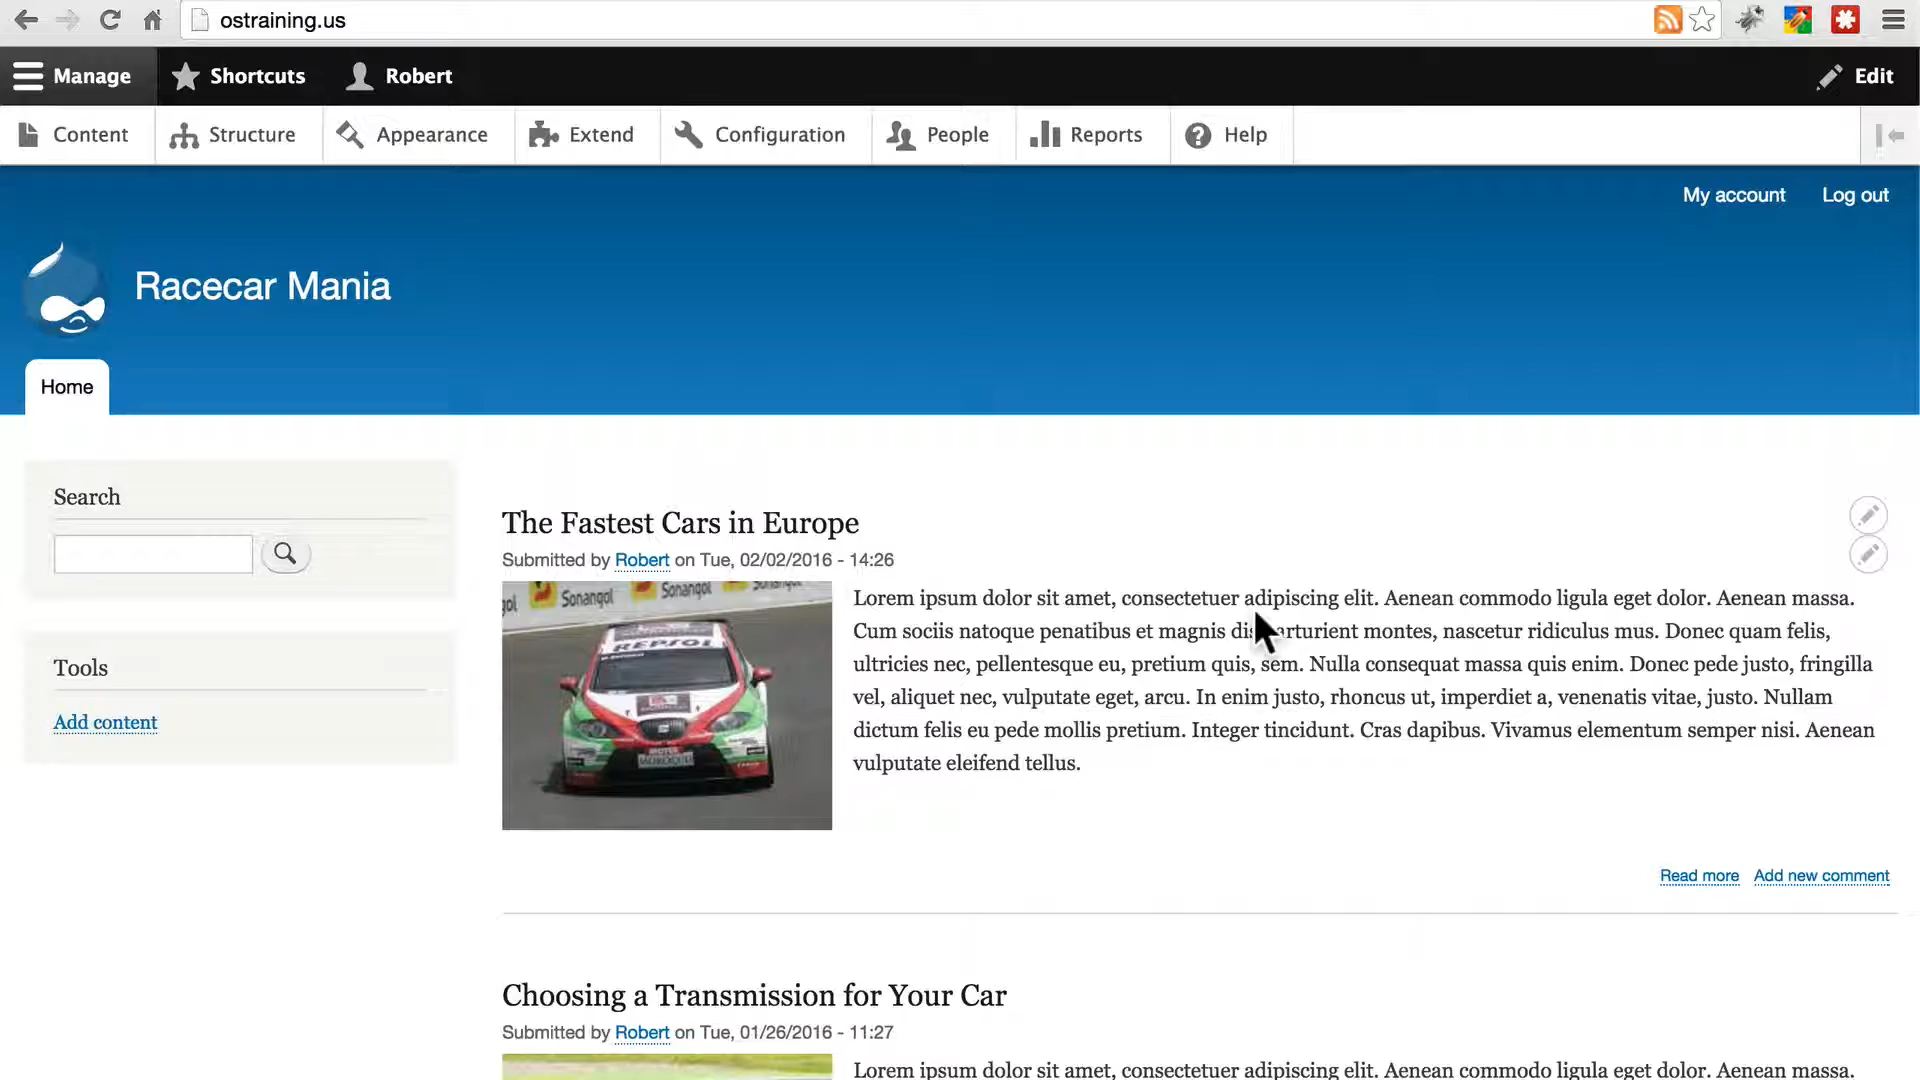 ostraining.us
Manage Shortcuts Robert Edit
Content Structure Appearance Extend Configuration People Reports Help
My account Log out
Racecar Mania
Home
Search
Tools
Add content
The Fastest Cars in Europe
Submitted by Robert on Tue, 02/02/2016 - 14:26
Sonangol
REPSOL
Lorem ipsum dolor sit amet, consectetuer adipiscing elit. Aenean commodo ligula eget dolor. Aenean massa.
Cum sociis natoque penatibus et magnis dis parturient montes, nascetur ridiculus mus. Donec quam felis,
ultricies nec, pellentesque eu, pretium quis, sem. Nulla consequat massa quis enim. Donec pede justo, fringilla
vel, aliquet nec, vulputate eget, arcu. In enim justo, rhoncus ut, imperdiet a, venenatis vitae, justo. Nullam
dictum felis eu pede mollis pretium. Integer tincidunt. Cras dapibus. Vivamus elementum semper nisi. Aenean
vulputate eleifend tellus.
Read more Add new comment
Choosing a Transmission for Your Car
Submitted by Robert on Tue, 01/26/2016 - 11:27
Lorem ipsum dolor sit amet, consectetuer adipiscing elit. Aenean commodo ligula eget dolor. Aenean massa.